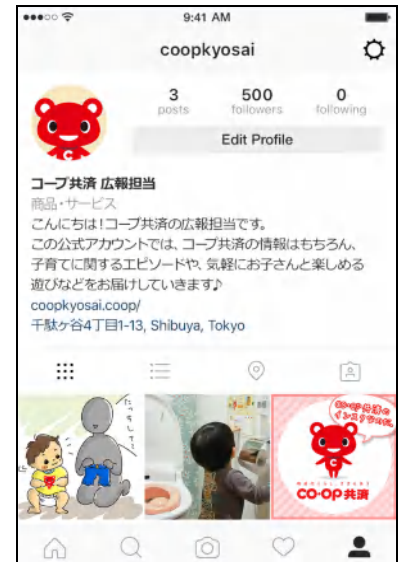 9:41 AM
coopkyosai
3
posts
500
followers
0
following
Edit Profile
コープ共済 広報担当
商品・サービス
こんにちは！コープ共済の広報担当です。
この公式アカウントでは、コープ共済の情報はもちろん、
子育てに関するエピソードや、気軽にお子さんと楽しめる
遊びなどをお届けしていきます♪
coopkyosai.coop/
千駄ヶ谷4丁目1-13, Shibuya, Tokyo
CO・OP共済の
CO・OP共済